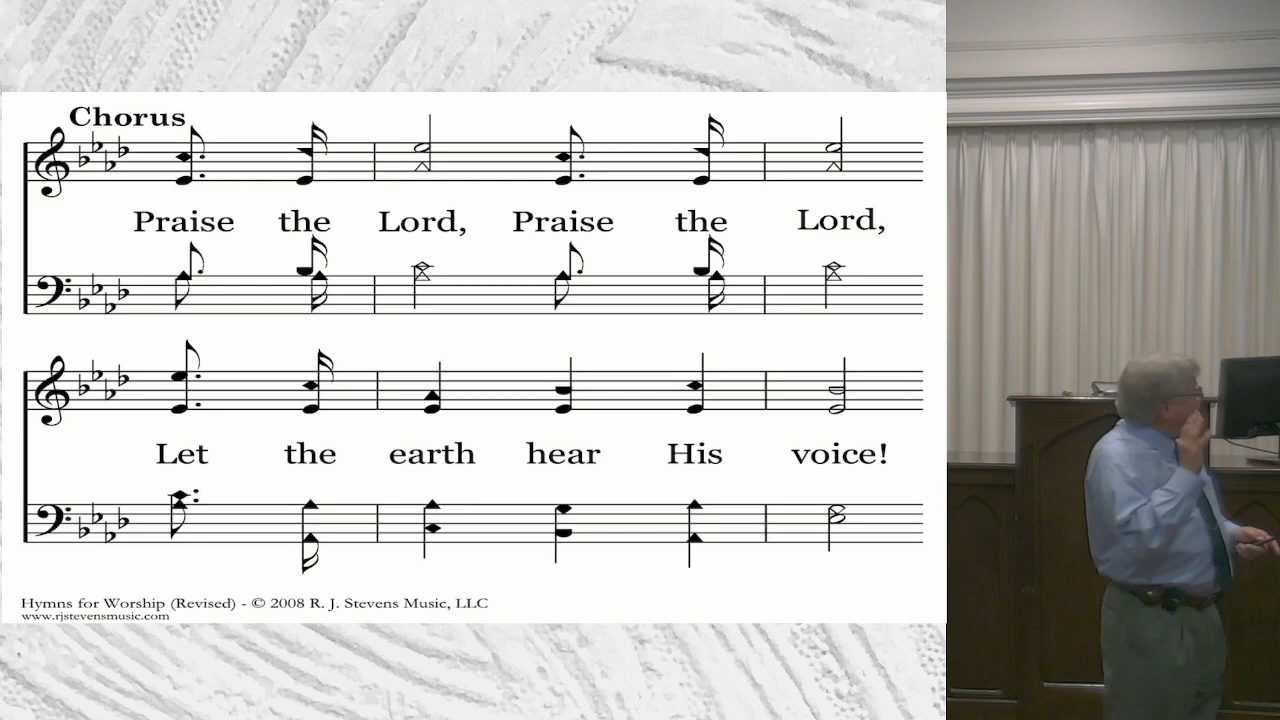 Chorus
Praise the Lord, Praise the Lord,
Let the earth hear His voice!
Hymns for Worship (Revised) - © 2008 R. J. Stevens Music, LLC
www.rjstevensmusic.com